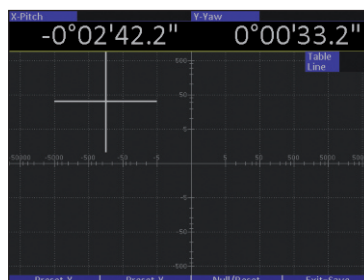 X-Pitch Y-Yaw
-0°02'42.2" 0°00'33.2"
Table
Line
500
50
5
-5000 -500 -50 -5 5 50 500 5000
-5
-50
-500
Preset X Preset Y Null/Reset Exit+Save